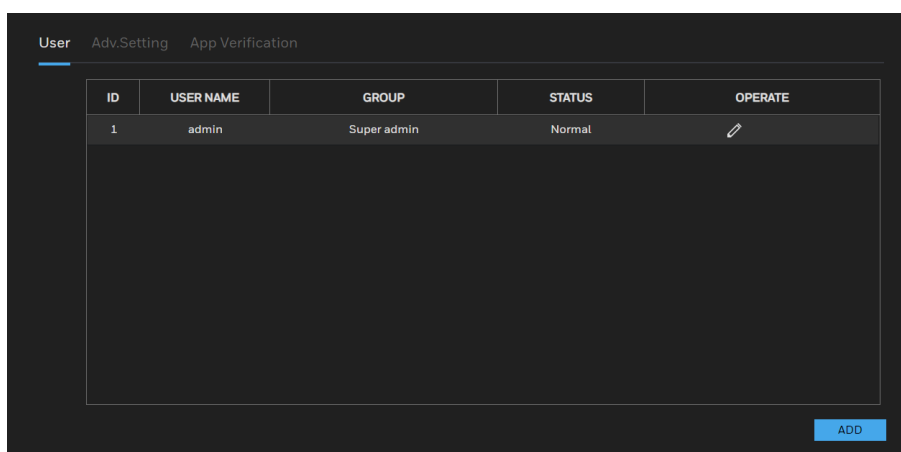 User Adv.Setting App Verification
ID USER NAME GROUP STATUS OPERATE
1 admin Super admin Normal
ADD